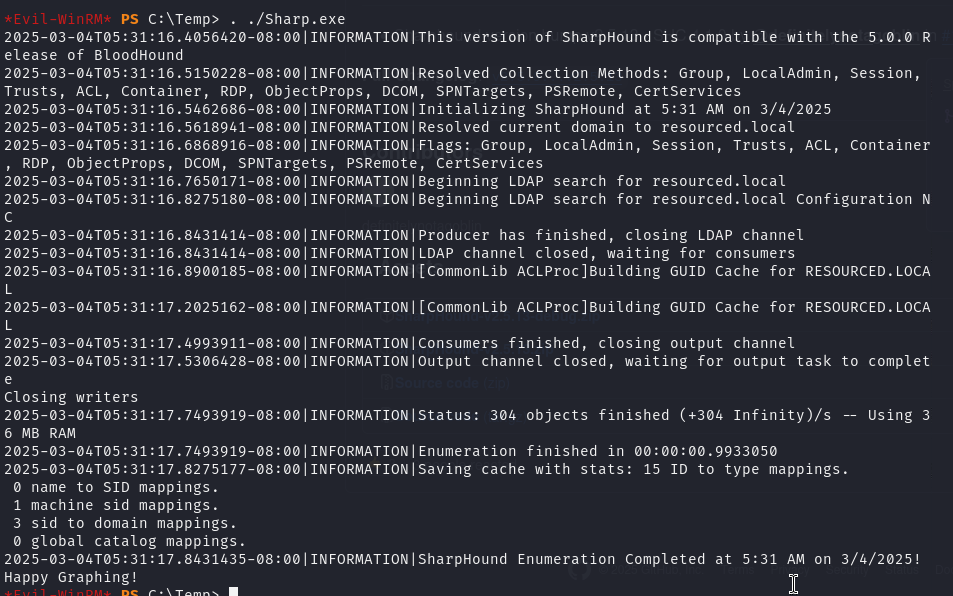 *Evil-WinRM* PS C:\Temp> . ./Sharp.exe
2025-03-04T05:31:16.4056420-08:00|INFORMATION|This version of SharpHound is compatible with the 5.0.0 R
elease of BloodHound
2025-03-04T05:31:16.5150228-08:00|INFORMATION|Resolved Collection Methods: Group, LocalAdmin, Session, 
Trusts, ACL, Container, RDP, ObjectProps, DCOM, SPNTargets, PSRemote, CertServices
2025-03-04T05:31:16.5462686-08:00|INFORMATION|Initializing SharpHound at 5:31 AM on 3/4/2025
2025-03-04T05:31:16.5618941-08:00|INFORMATION|Resolved current domain to resourced.local
2025-03-04T05:31:16.6868916-08:00|INFORMATION|Flags: Group, LocalAdmin, Session, Trusts, ACL, Container
, RDP, ObjectProps, DCOM, SPNTargets, PSRemote, CertServices
2025-03-04T05:31:16.7650171-08:00|INFORMATION|Beginning LDAP search for resourced.local
2025-03-04T05:31:16.8275180-08:00|INFORMATION|Beginning LDAP search for resourced.local Configuration N
C
2025-03-04T05:31:16.8431414-08:00|INFORMATION|Producer has finished, closing LDAP channel
2025-03-04T05:31:16.8431414-08:00|INFORMATION|LDAP channel closed, waiting for consumers
2025-03-04T05:31:16.8900185-08:00|INFORMATION|[CommonLib ACLProc]Building GUID Cache for RESOURCED.LOCA
L
2025-03-04T05:31:17.2025162-08:00|INFORMATION|[CommonLib ACLProc]Building GUID Cache for RESOURCED.LOCA
L
2025-03-04T05:31:17.4993911-08:00|INFORMATION|Consumers finished, closing output channel
2025-03-04T05:31:17.5306428-08:00|INFORMATION|Output channel closed, waiting for output task to complet
e
Closing writers
2025-03-04T05:31:17.7493919-08:00|INFORMATION|Status: 304 objects finished (+304 Infinity)/s -- Using 3
6 MB RAM
2025-03-04T05:31:17.7493919-08:00|INFORMATION|Enumeration finished in 00:00:00.9933050
2025-03-04T05:31:17.8275177-08:00|INFORMATION|Saving cache with stats: 15 ID to type mappings.
 0 name to SID mappings.
 1 machine sid mappings.
 3 sid to domain mappings.
 0 global catalog mappings.
2025-03-04T05:31:17.8431435-08:00|INFORMATION|SharpHound Enumeration Completed at 5:31 AM on 3/4/2025! 
Happy Graphing!
*Evil-WinRM* PS C:\Temp>
Source code (zip)